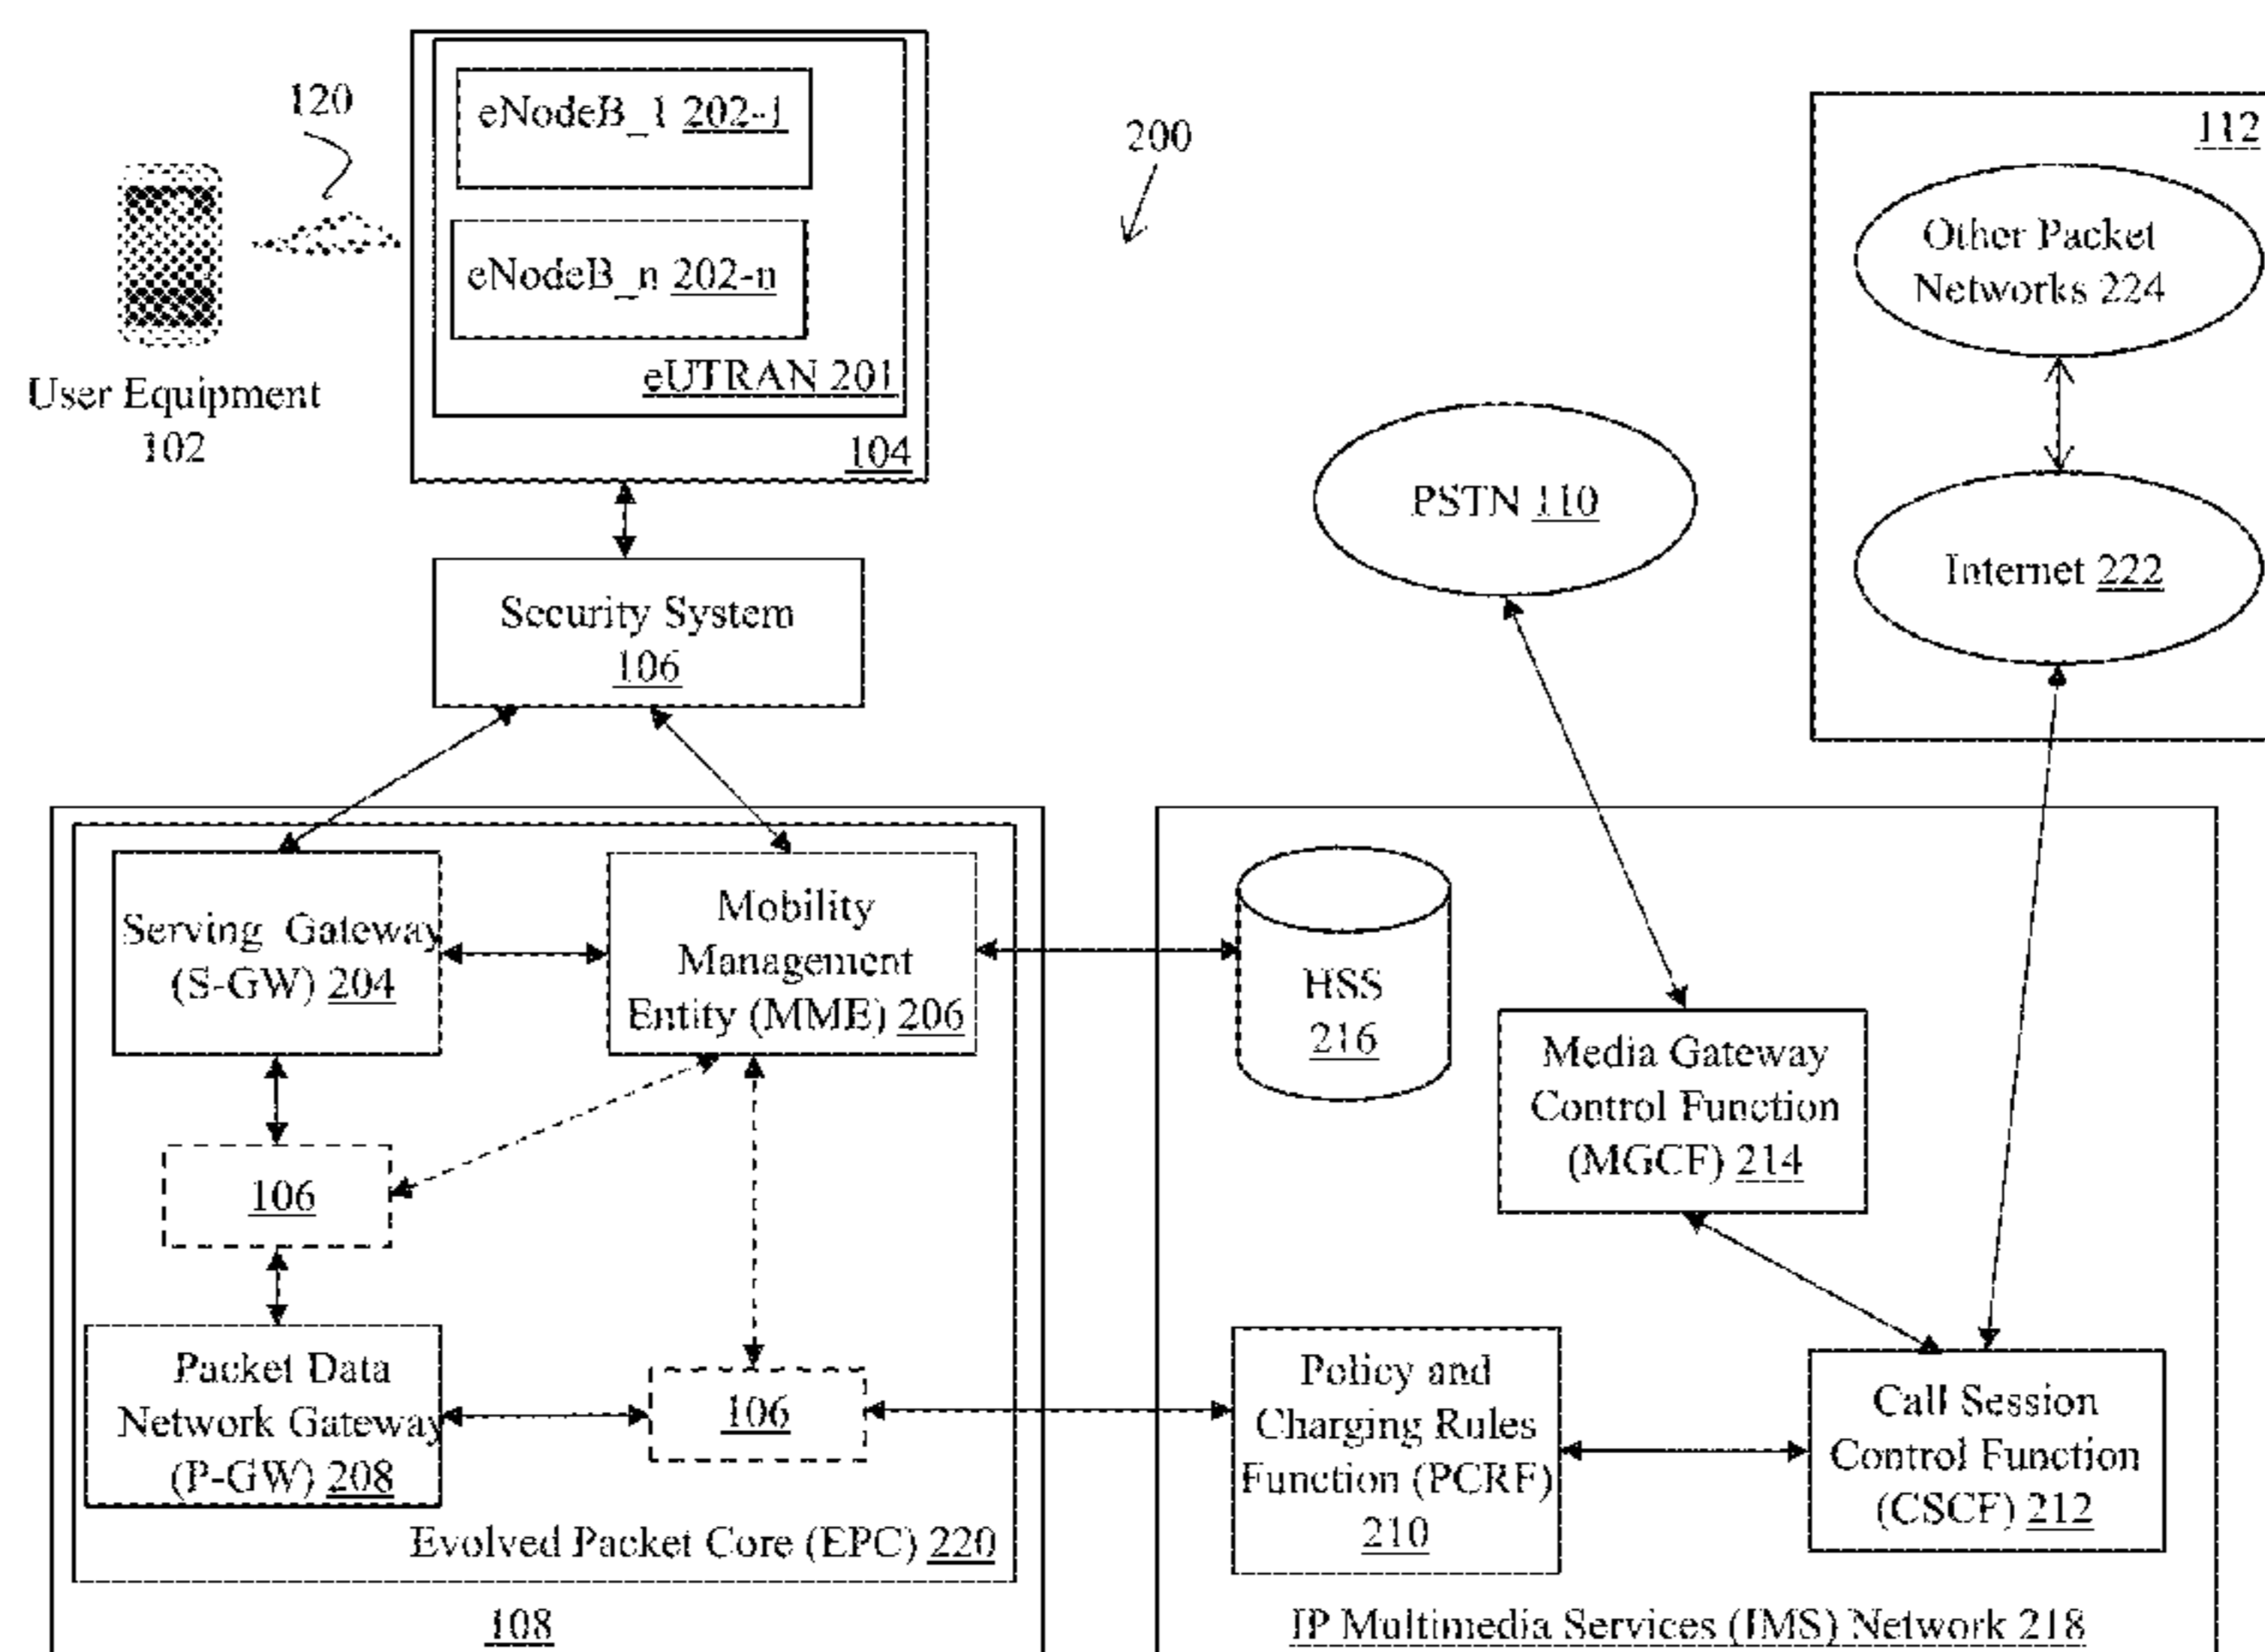 120
eNodeB_1 202-1
eNodeB_n 202-n
eUTRAN 201
104
User Equipment
102
200
112
Other Packet
Networks 224
Internet 222
PSTN 110
Security System
106
Serving Gateway
(S-GW) 204
Mobility
Management
Entity (MME) 206
106
Packet Data
Network Gateway
(P-GW) 208
106
Evolved Packet Core (EPC) 220
108
HSS
216
Media Gateway
Control Function
(MGCF) 214
Policy and
Charging Rules
Function (PCRF)
210
Call Session
Control Function
(CSCF) 212
IP Multimedia Services (IMS) Network 218